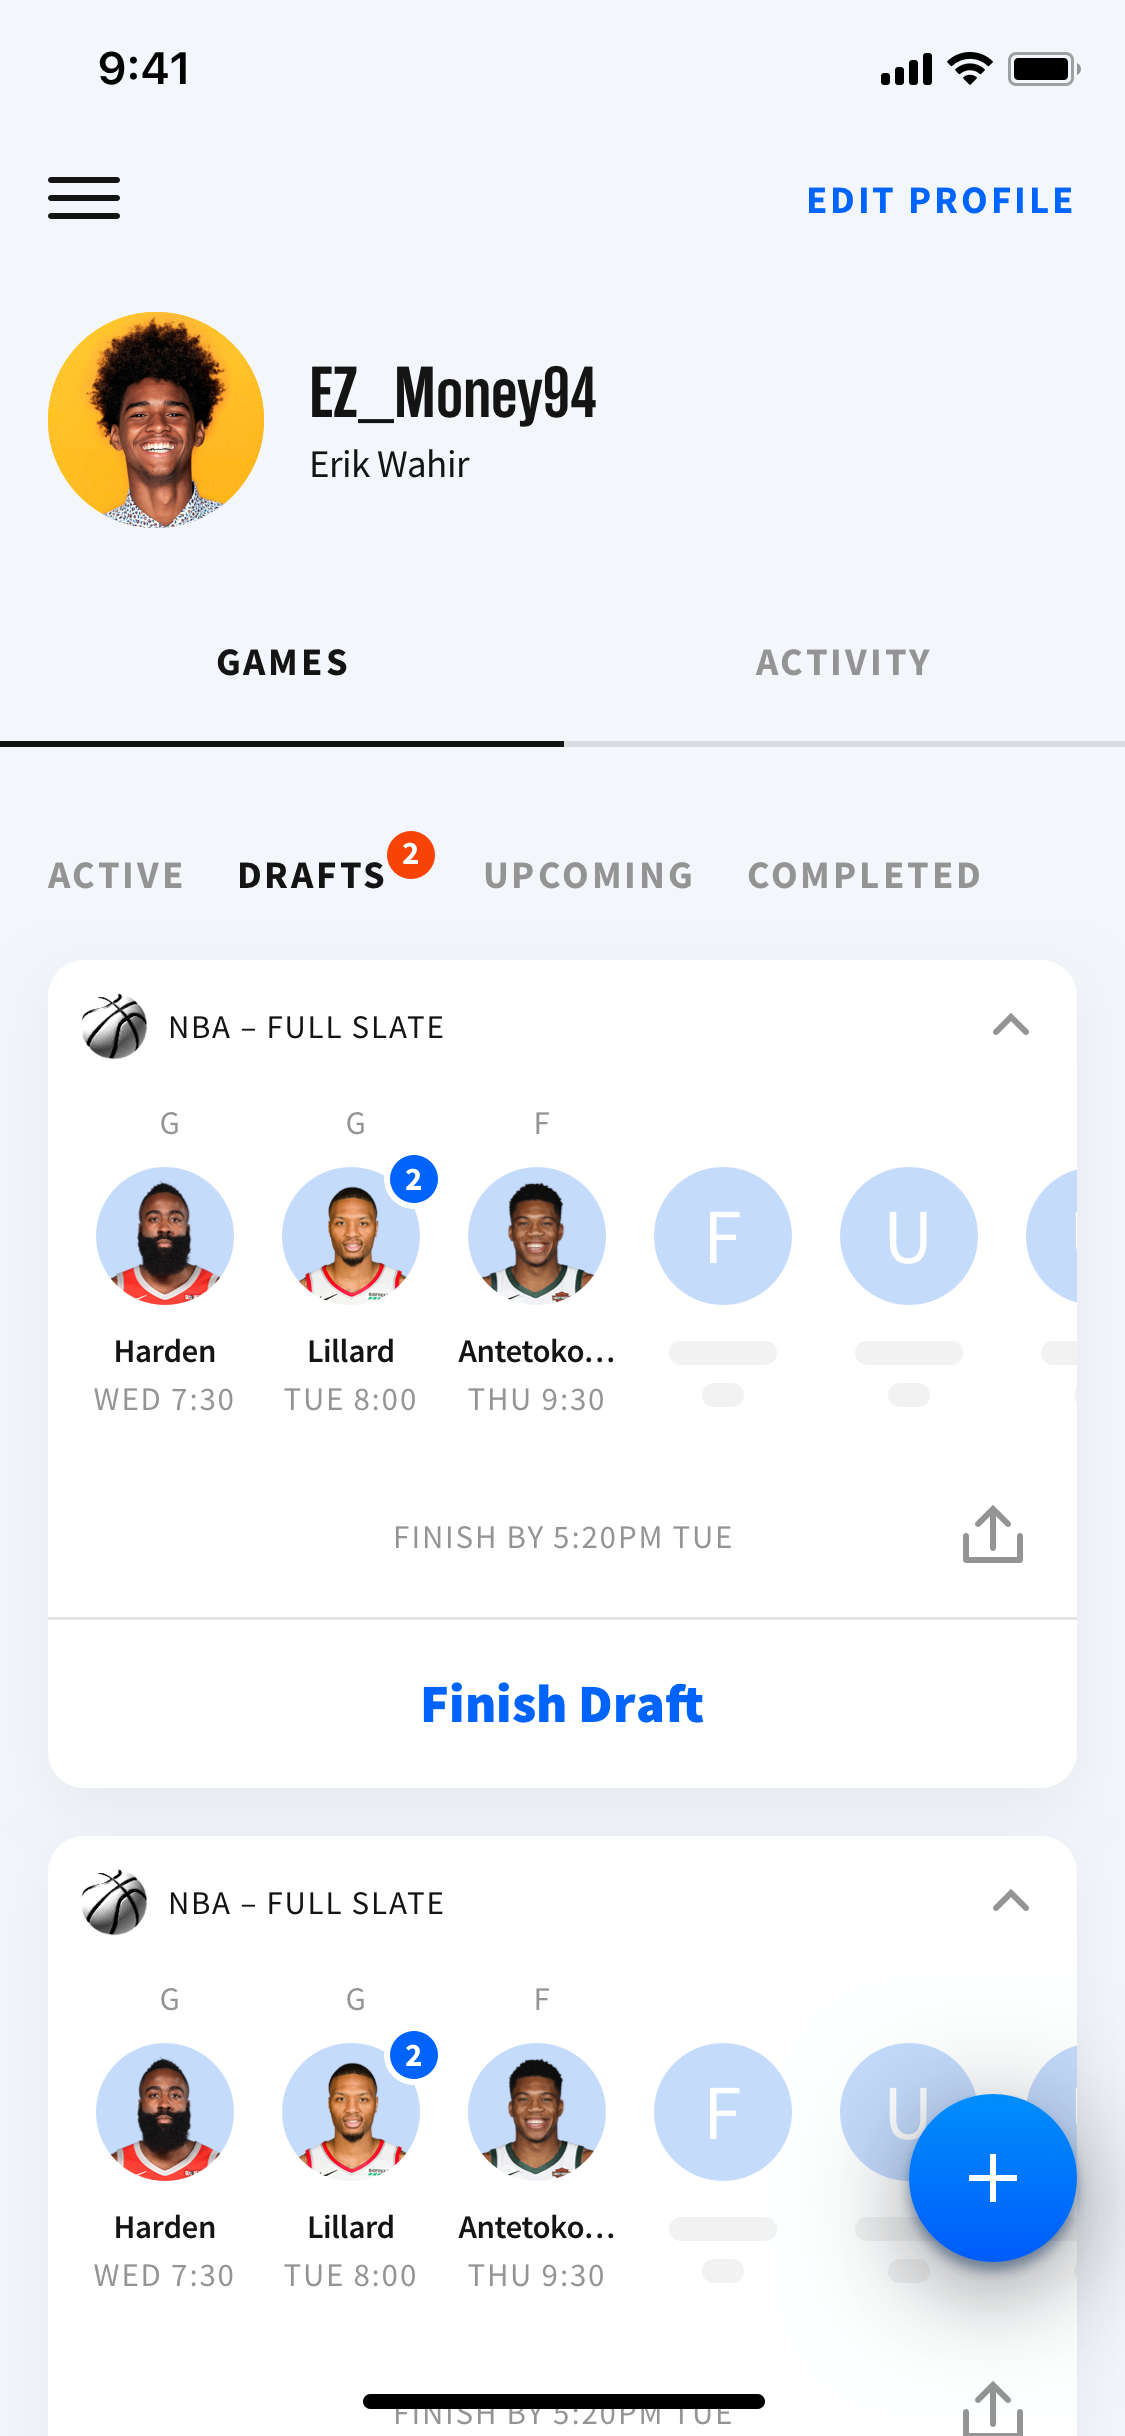 9:41
EDIT PROFILE
EZ_Money94
Erik Wahir
GAMES ACTIVITY
ACTIVE DRAFTS 2 UPCOMING COMPLETED
NBA – FULL SLATE
G G F
2
F U
Harden Lillard Antetoko...
WED 7:30 TUE 8:00 THU 9:30
FINISH BY 5:20PM TUE
Finish Draft
NBA – FULL SLATE
G G F
2
F U
Harden Lillard Antetoko...
WED 7:30 TUE 8:00 THU 9:30
FINISH BY 5:20PM TUE